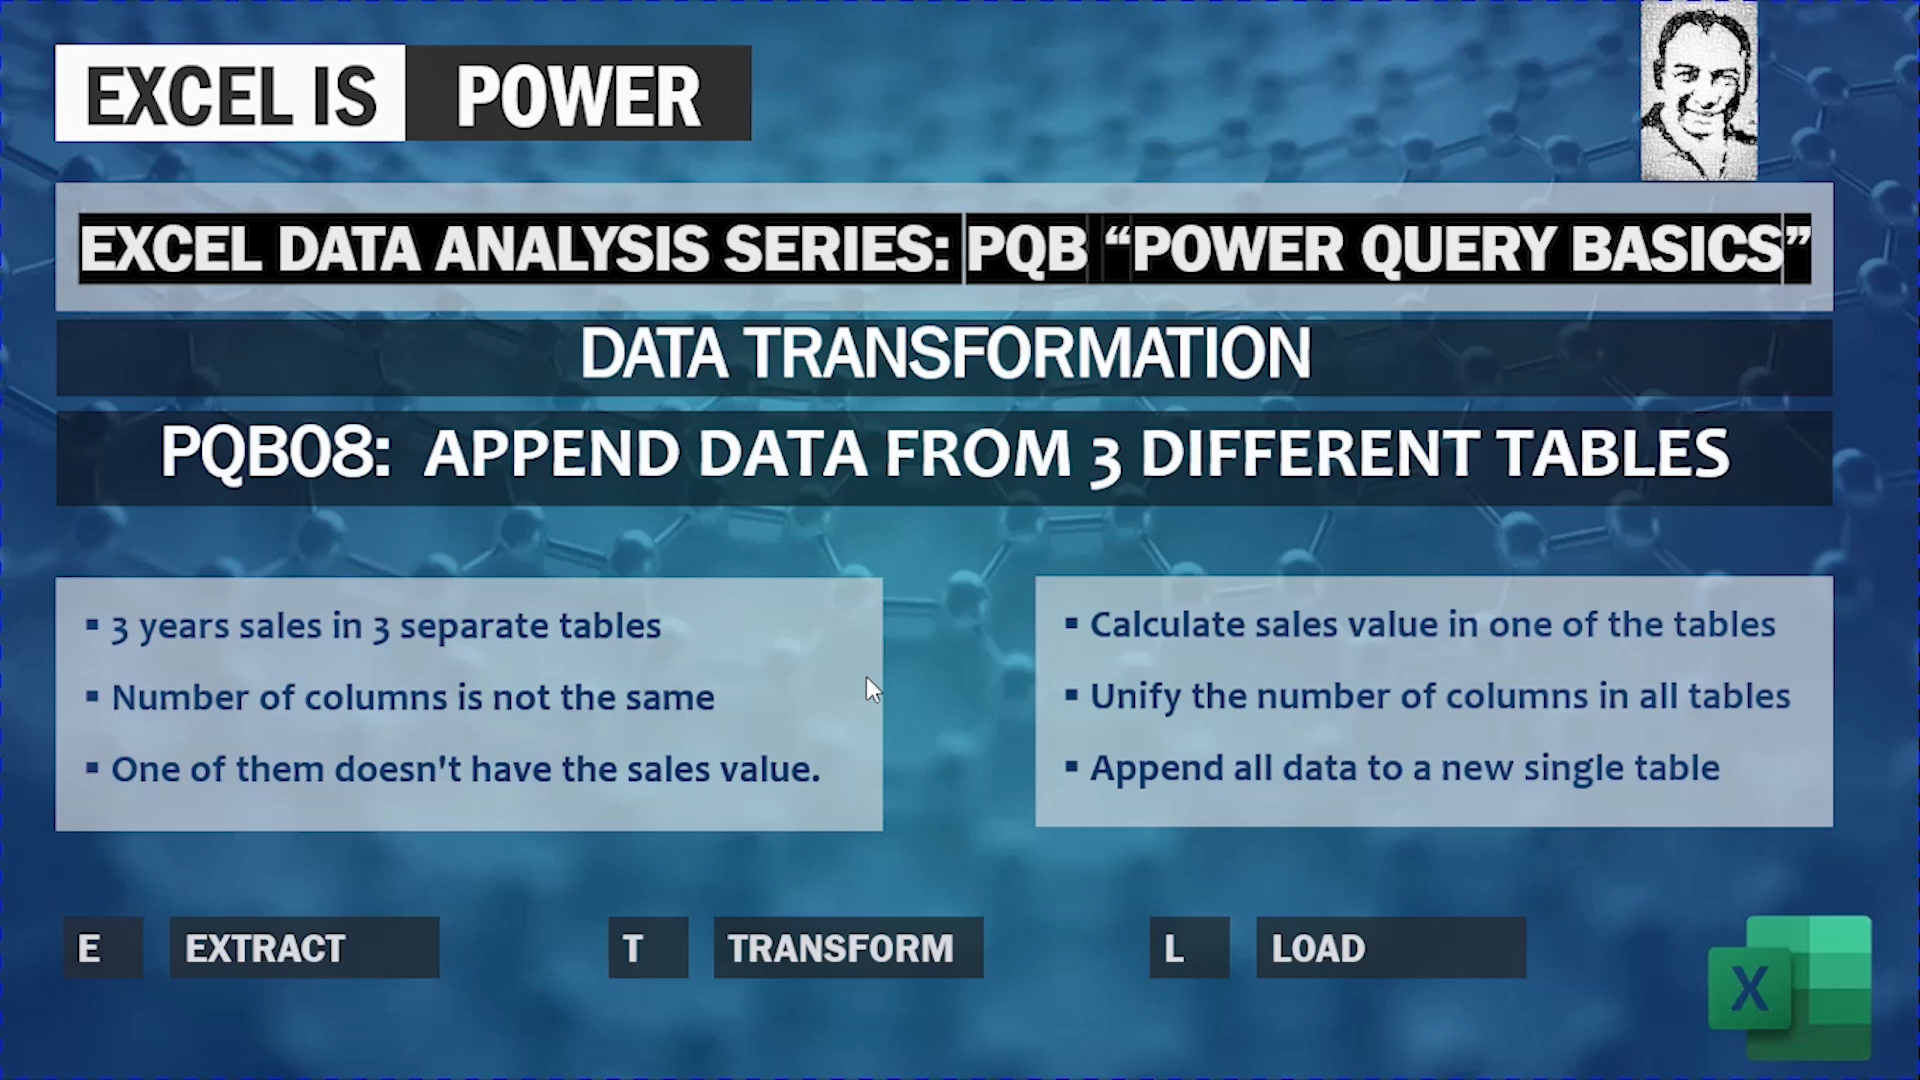 EXCEL IS POWER
EXCEL DATA ANALYSIS SERIES: PQB “POWER QUERY BASICS”
DATA TRANSFORMATION
PQB08: APPEND DATA FROM 3 DIFFERENT TABLES
▪ 3 years sales in 3 separate tables
▪ Number of columns is not the same
▪ One of them doesn't have the sales value.
▪ Calculate sales value in one of the tables
▪ Unify the number of columns in all tables
▪ Append all data to a new single table
E EXTRACT T TRANSFORM L LOAD
X